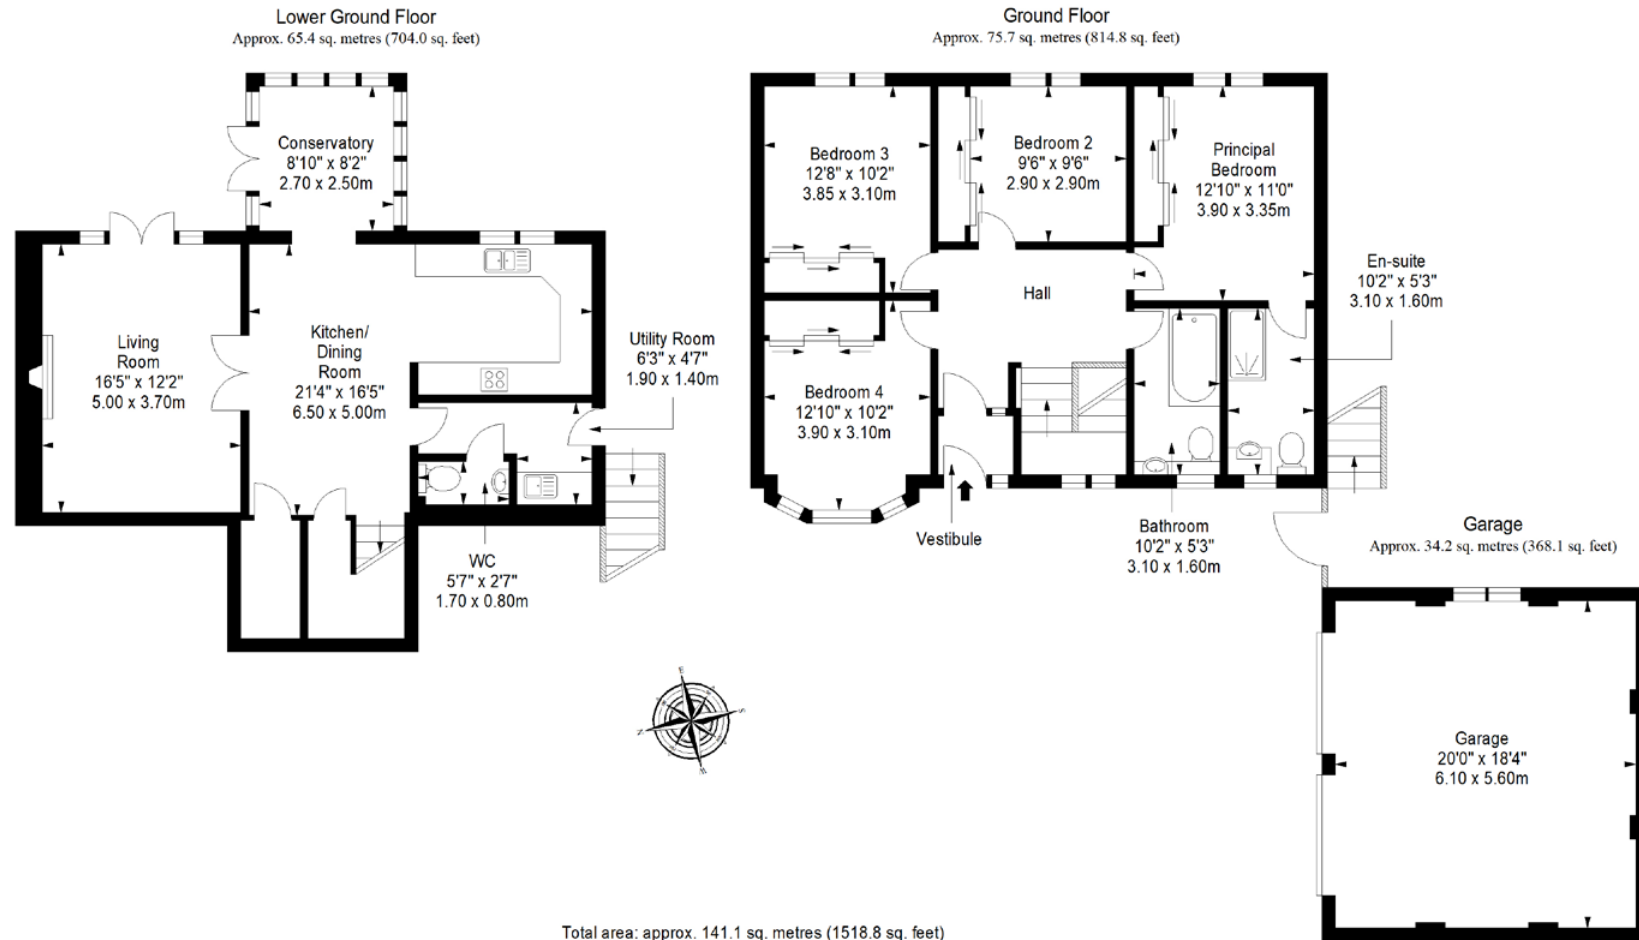 Lower Ground Floor
Approx. 65.4 sq. metres (704.0 sq. feet)
Conservatory
8'10" x 8'2"
2.70 x 2.50m
Living
Room
16'5" x 12'2"
5.00 x 3.70m
Kitchen/
Dining
Room
21'4" x 16'5"
6.50 x 5.00m
Utility Room
6'3" x 4'7"
1.90 x 1.40m
WC
5'7" x 2'7"
1.70 x 0.80m
Ground Floor
Approx. 75.7 sq. metres (814.8 sq. feet)
Bedroom 3
12'8" x 10'2"
3.85 x 3.10m
Bedroom 2
9'6" x 9'6"
2.90 x 2.90m
Principal
Bedroom
12'10" x 11'0"
3.90 x 3.35m
En-suite
10'2" x 5'3"
3.10 x 1.60m
Hall
Bedroom 4
12'10" x 10'2"
3.90 x 3.10m
Vestibule
Bathroom
10'2" x 5'3"
3.10 x 1.60m
Garage
Approx. 34.2 sq. metres (368.1 sq. feet)
Garage
20'0" x 18'4"
6.10 x 5.60m
E
S
N
Total area: approx. 141.1 sq. metres (1518.8 sq. feet)